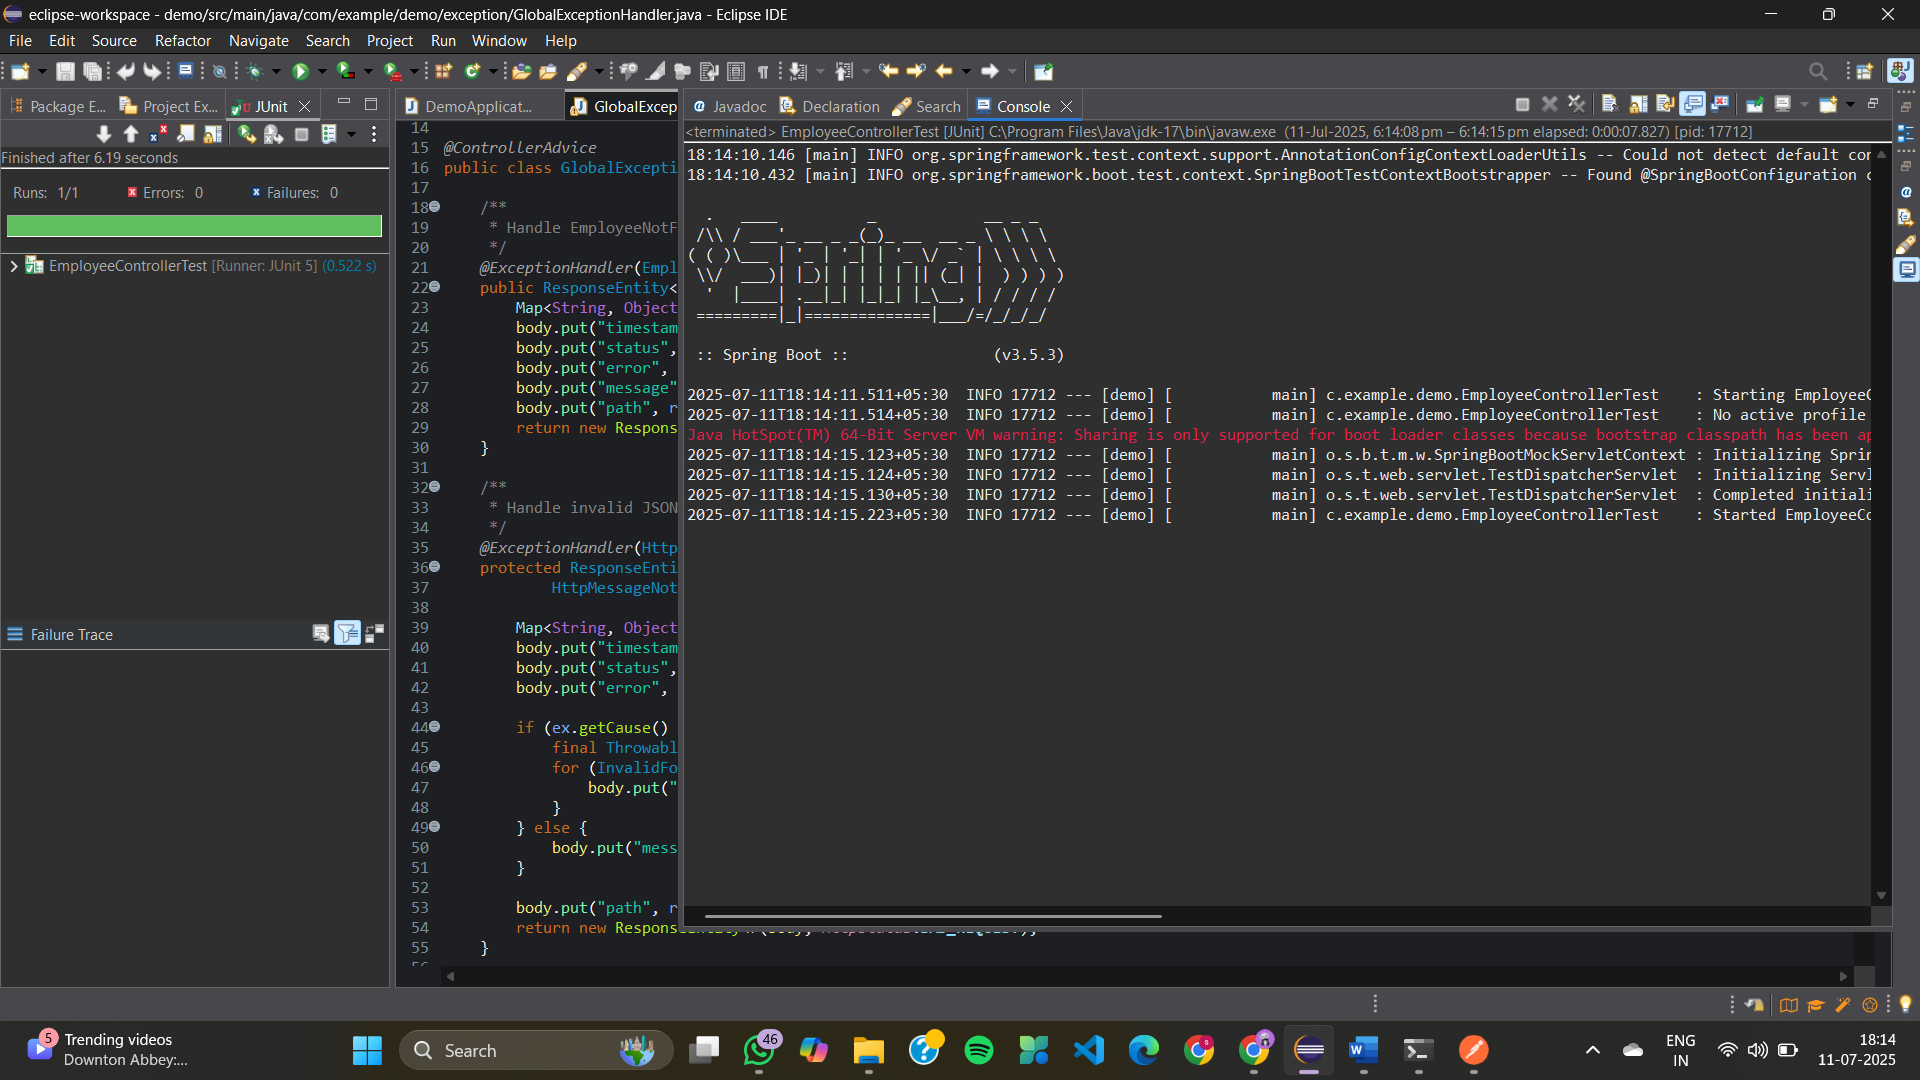 eclipse-workspace - demo/src/main/java/com/example/demo/exception/GlobalExceptionHandler.java - Eclipse IDE
File Edit Source Refactor Navigate Search Project Run Window Help
Package E... Project Ex... JUnit
Finished after 6.19 seconds
Runs: 1/1 Errors: 0 Failures: 0
EmployeeControllerTest [Runner: JUnit 5] (0.522 s)
Failure Trace
DemoApplicat... GlobalExcep
14
15 @ControllerAdvice
16 public class GlobalExcepti
17
18 /**
19 * Handle EmployeeNotF
20 */
21 @ExceptionHandler(Empl
22 public ResponseEntity<
23 Map<String, Object
24 body.put("timestam
25 body.put("status",
26 body.put("error",
27 body.put("message"
28 body.put("path", r
29 return new Respons
30 }
31
32 /**
33 * Handle invalid JSON
34 */
35 @ExceptionHandler(Http
36 protected ResponseEnti
37 HttpMessageNot
38
39 Map<String, Object
40 body.put("timestam
41 body.put("status",
42 body.put("error",
43
44 if (ex.getCause()
45 final Throwabl
46 for (InvalidFo
47 body.put("
48 }
49 } else {
50 body.put("mess
51 }
52
53 body.put("path", r
54 return new Respons
55 }
Javadoc Declaration Search Console
<terminated> EmployeeControllerTest [JUnit] C:\Program Files\Java\jdk-17\bin\javaw.exe (11-Jul-2025, 6:14:08 pm – 6:14:15 pm elapsed: 0:00:07.827) [pid: 17712]
18:14:10.146 [main] INFO org.springframework.test.context.support.AnnotationConfigContextLoaderUtils -- Could not detect default con
18:14:10.432 [main] INFO org.springframework.boot.test.context.SpringBootTestContextBootstrapper -- Found @SpringBootConfiguration c
Spring
:: Spring Boot :: (v3.5.3)
2025-07-11T18:14:11.511+05:30 INFO 17712 --- [demo] [ main] c.example.demo.EmployeeControllerTest : Starting EmployeeC
2025-07-11T18:14:11.514+05:30 INFO 17712 --- [demo] [ main] c.example.demo.EmployeeControllerTest : No active profile
Java HotSpot(TM) 64-Bit Server VM warning: Sharing is only supported for boot loader classes because bootstrap classpath has been ap
2025-07-11T18:14:15.123+05:30 INFO 17712 --- [demo] [ main] o.s.b.t.m.w.SpringBootMockServletContext : Initializing Sprin
2025-07-11T18:14:15.124+05:30 INFO 17712 --- [demo] [ main] o.s.t.web.servlet.TestDispatcherServlet : Initializing Servl
2025-07-11T18:14:15.130+05:30 INFO 17712 --- [demo] [ main] o.s.t.web.servlet.TestDispatcherServlet : Completed initiali
2025-07-11T18:14:15.223+05:30 INFO 17712 --- [demo] [ main] c.example.demo.EmployeeControllerTest : Started EmployeeCo
5 Trending videos
Downton Abbey:...
Search
46
ENG
IN
18:14
11-07-2025